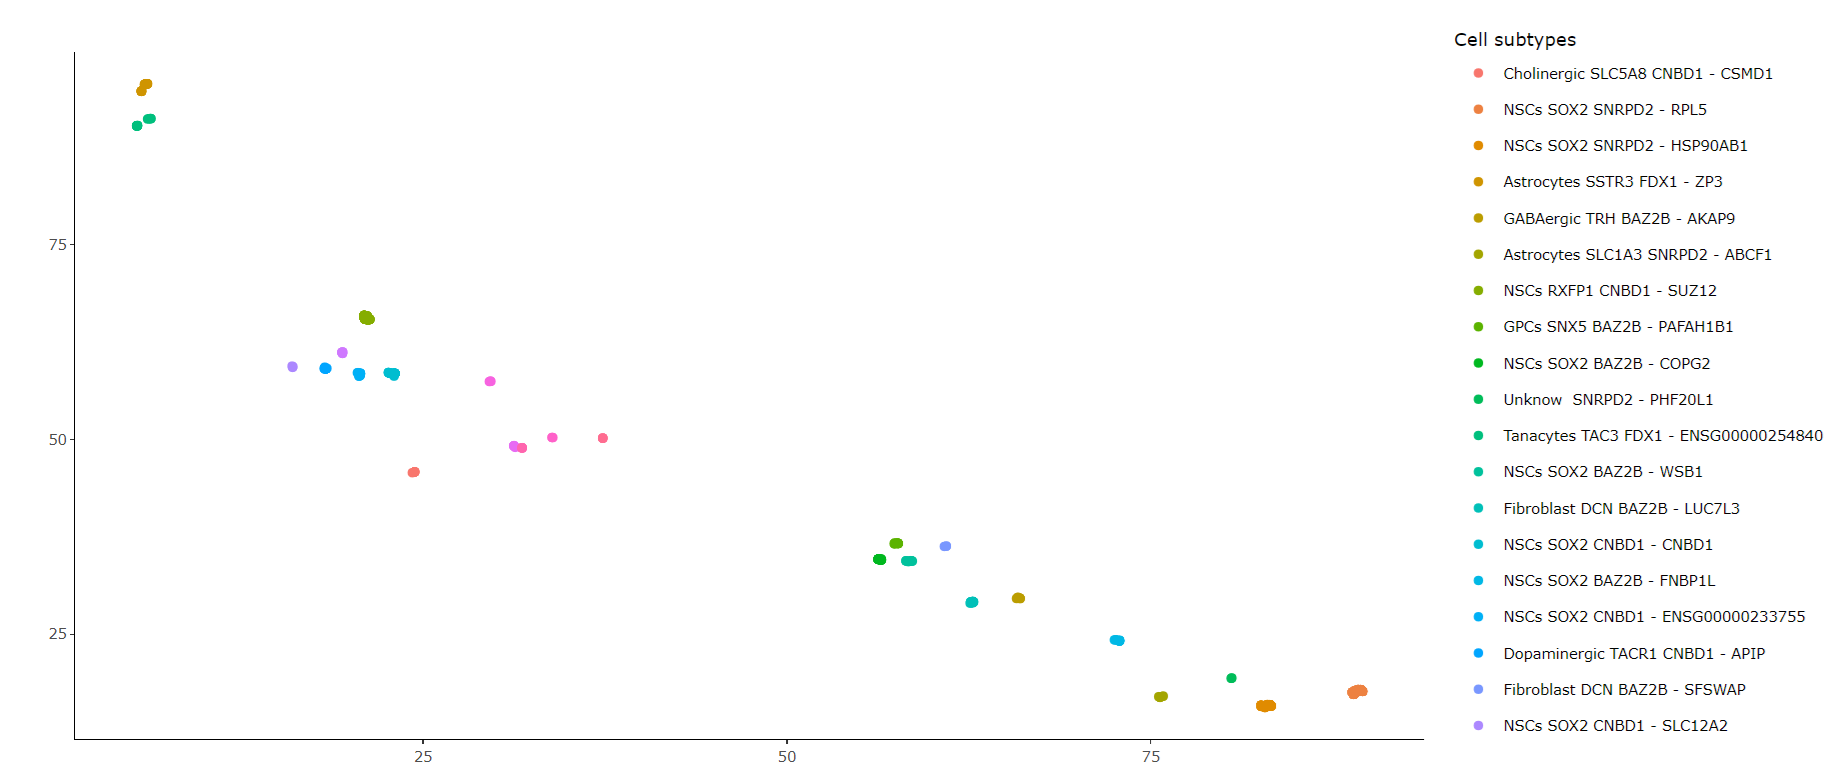 Cell subtypes
Cholinergic SLC5A8 CNBD1 - CSMD1
NSCs SOX2 SNRPD2 - RPL5
NSCs SOX2 SNRPD2 - HSP90AB1
Astrocytes SSTR3 FDX1 - ZP3
GABAergic TRH BAZ2B - AKAP9
Astrocytes SLC1A3 SNRPD2 - ABCF1
NSCs RXFP1 CNBD1 - SUZ12
GPCs SNX5 BAZ2B - PAFAH1B1
NSCs SOX2 BAZ2B - COPG2
Unknow  SNRPD2 - PHF20L1
Tanacytes TAC3 FDX1 - ENSG00000254840
NSCs SOX2 BAZ2B - WSB1
Fibroblast DCN BAZ2B - LUC7L3
NSCs SOX2 CNBD1 - CNBD1
NSCs SOX2 BAZ2B - FNBP1L
NSCs SOX2 CNBD1 - ENSG00000233755
Dopaminergic TACR1 CNBD1 - APIP
Fibroblast DCN BAZ2B - SFSWAP
NSCs SOX2 CNBD1 - SLC12A2
75
50
25
25 50 75